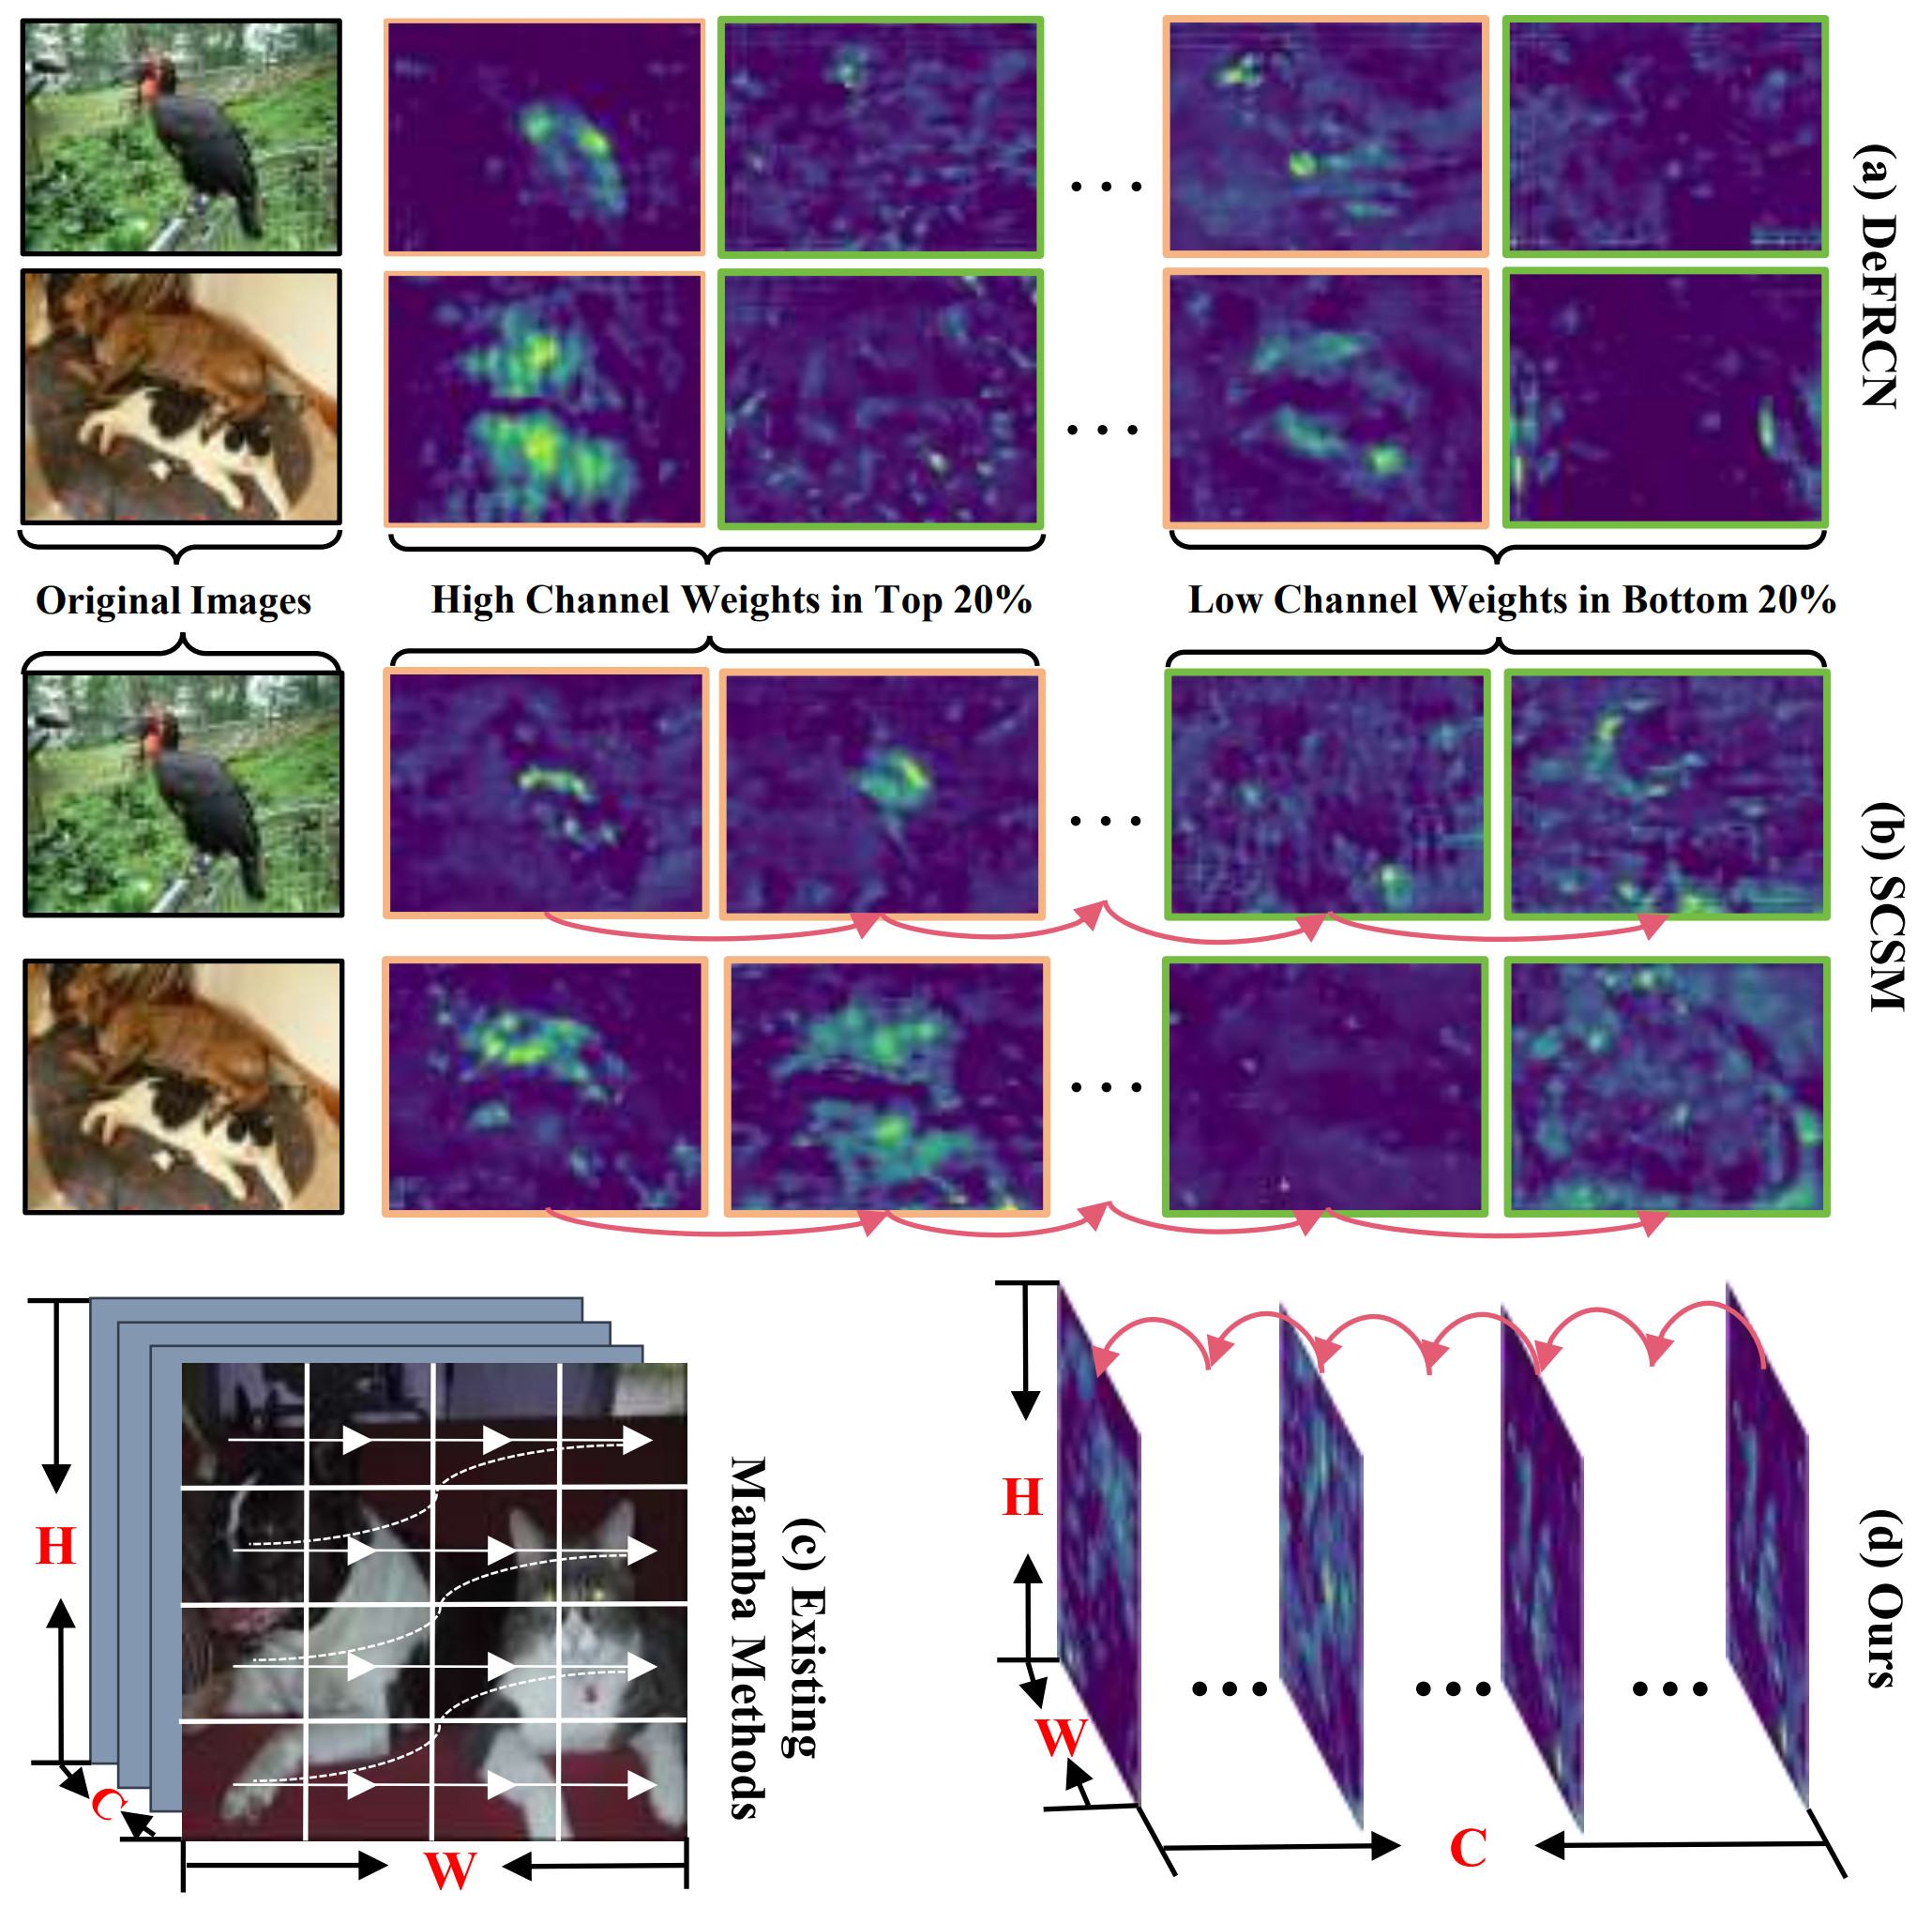 (a) DeFRCN
Original Images
High Channel Weights in Top 20%
Low Channel Weights in Bottom 20%
(b) SCSM
H
C
W
(c) Existing
Mamba Methods
H
W
C
(d) Ours